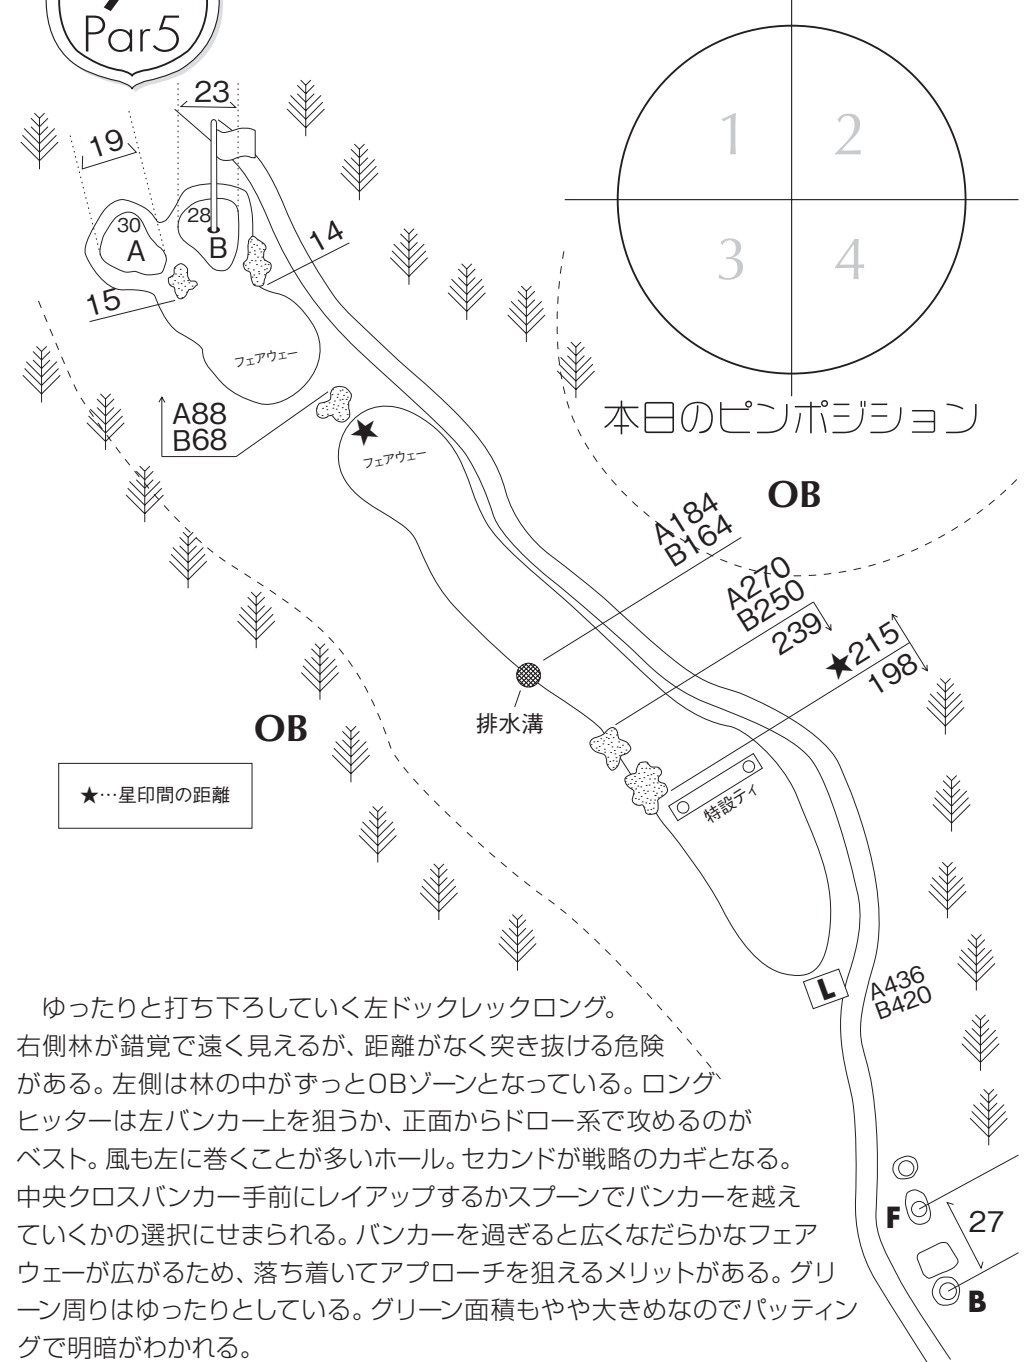 Par5
23
19
1 2
3 4
30
A
28
B
14
15
フェアウェー
A88
B68
フェアウェー
本日のピンポジション
OB
A184
B164
A270
B250
239
★215
198
排水溝
OB
★…星印間の距離
特設ティ
L
A436
B420
ゆったりと打ち下ろしていく左ドックレックロング。
右側林が錯覚で遠く見えるが、距離がなく突き抜ける危険
がある。左側は林の中がずっとOBゾーンとなっている。ロング
ヒッターは左バンカー上を狙うか、正面からドロー系で攻めるのが
ベスト。風も左に巻くことが多いホール。セカンドが戦略のカギとなる。
中央クロスバンカー手前にレイアップするかスプーンでバンカーを越え
ていくかの選択にせまられる。バンカーを過ぎると広くなだらかなフェア
ウェーが広がるため、落ち着いてアプローチを狙えるメリットがある。グリ
ーン周りはゆったりとしている。グリーン面積もやや大きめなのでパッティン
グで明暗がわかれる。
F
27
B